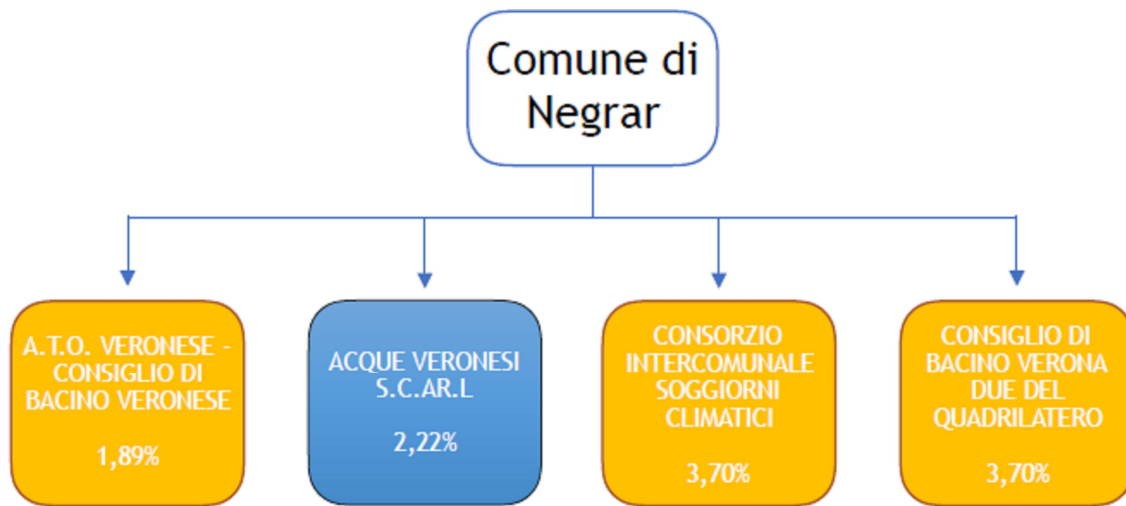 Comune di
Negrar
A.T.O. VERONESE -
CONSIGLIO DI
BACINO VERONESE
1,89%
ACQUE VERONESI
S.C.AR.L
2,22%
CONSORZIO
INTERCOMUNALE
SOGGIORNI
CLIMATICI
3,70%
CONSIGLIO DI
BACINO VERONA
DUE DEL
QUADRILATERO
3,70%